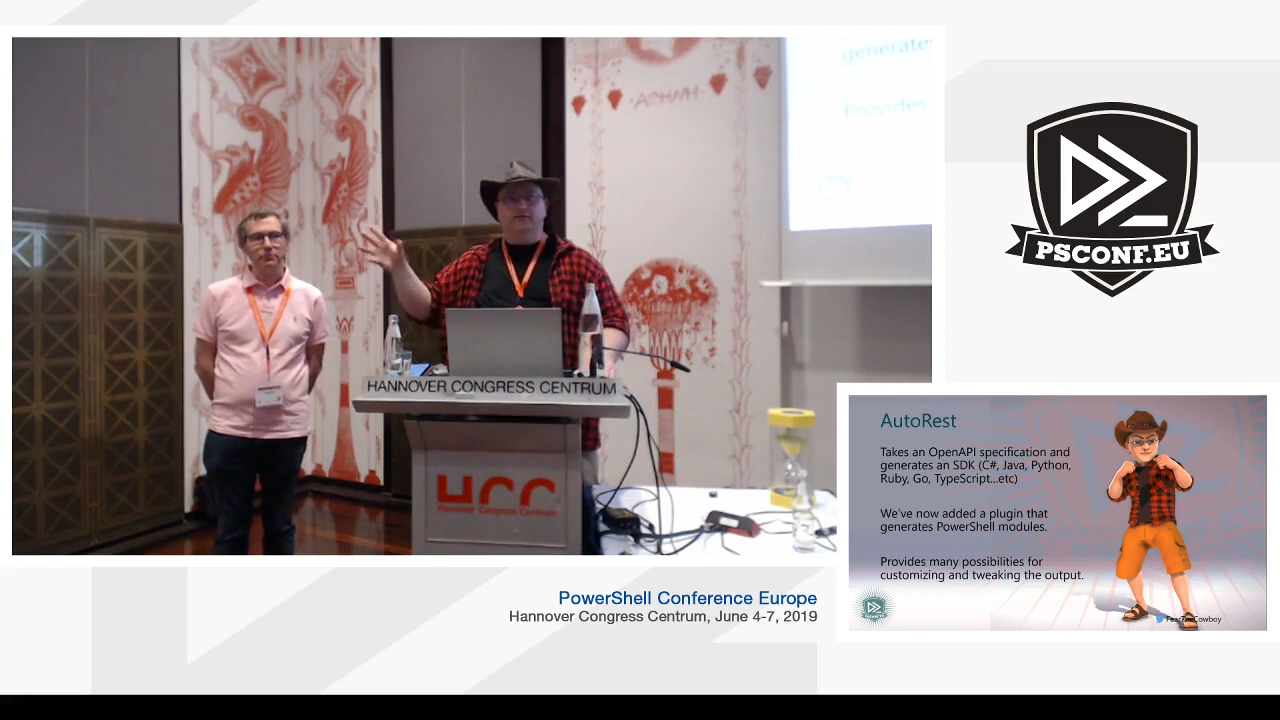 generates
Provides
HANNOVER CONGRESS CENTRUM
HCC
Hannover Congress Centrum
PSCONF.EU
AutoRest
Takes an OpenAPI specification and
generates an SDK (C#, Java, Python,
Ruby, Go, TypeScript...etc)
We've now added a plugin that
generates PowerShell modules.
Provides many possibilities for
customizing and tweaking the output.
PowerShell Conference Europe
Hannover Congress Centrum, June 4-7, 2019